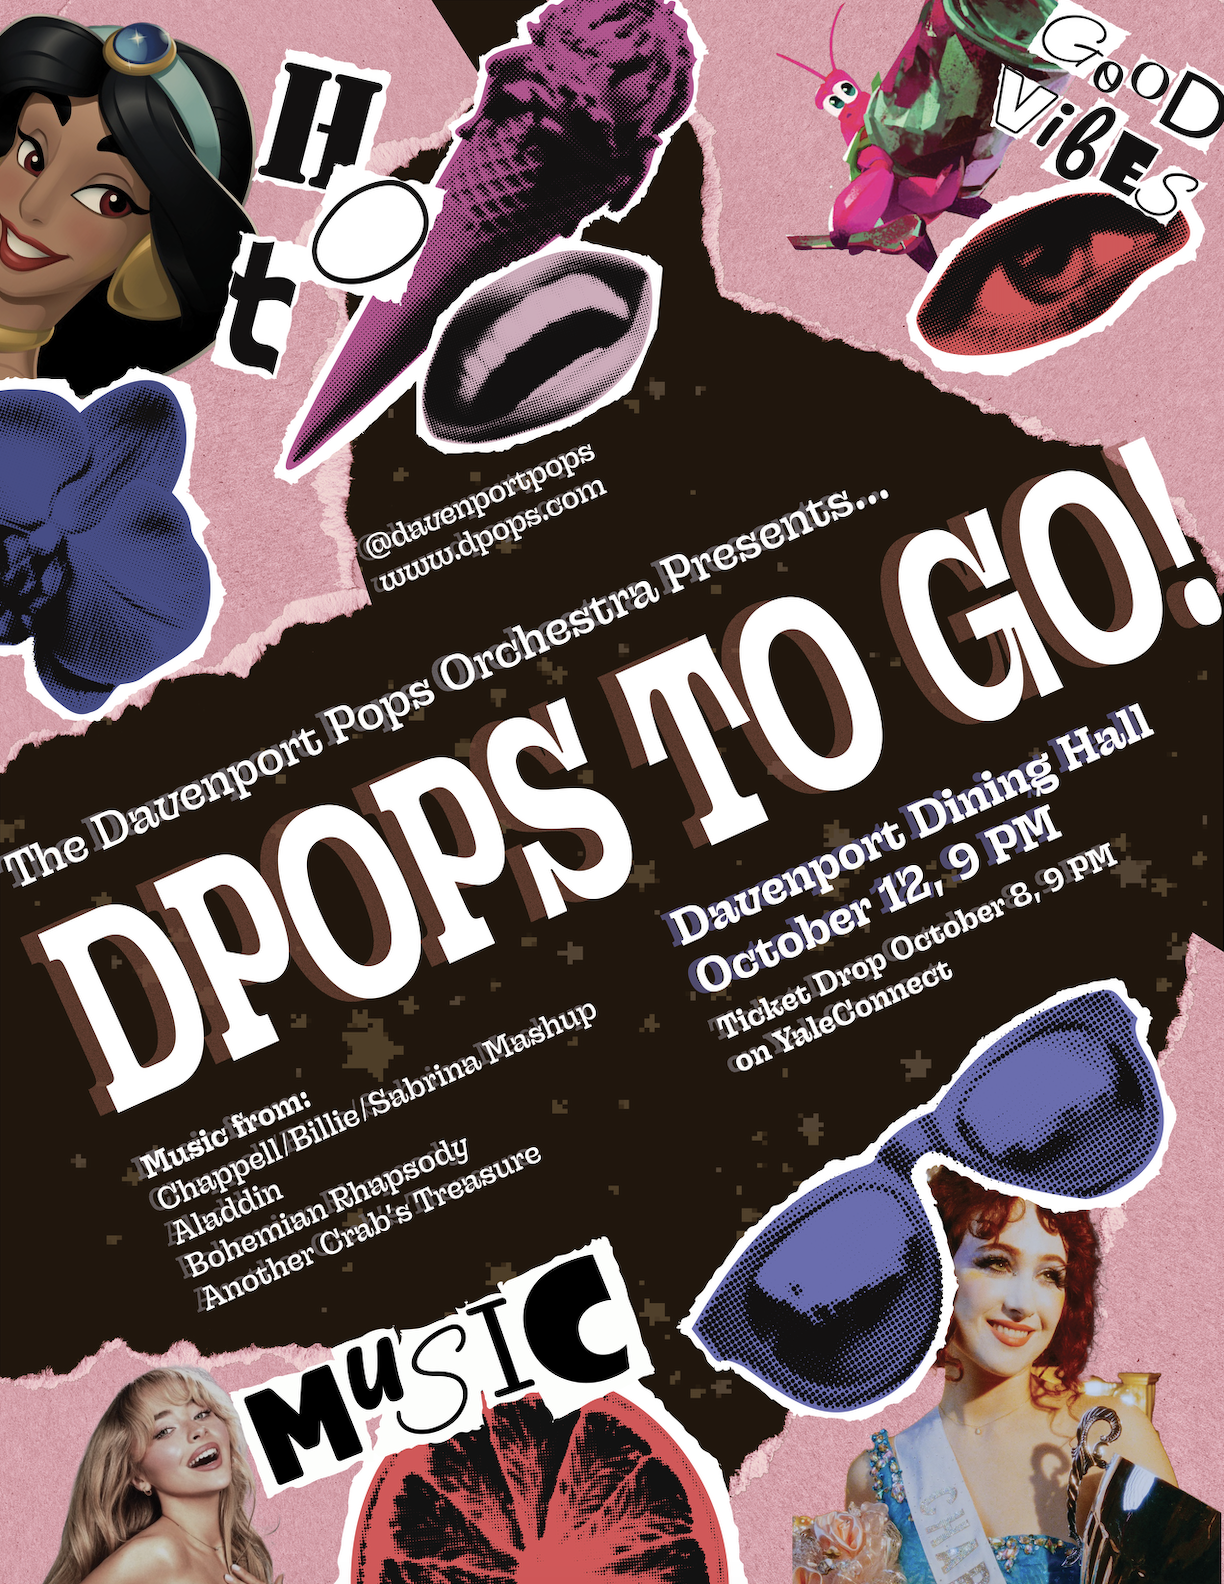 HOt
GOOD
VibES
@davenportpops
www.dpops.com
The Davenport Pops Orchestra Presents...
DPOPS TO GO!
Davenport Dining Hall
October 12, 9 PM
Ticket Drop October 8, 9 PM
on YaleConnect
Music from:
Chappell/Billie/Sabrina Mashup
Aladdin
Bohemian Rhapsody
Another Crab's Treasure
MuSIC